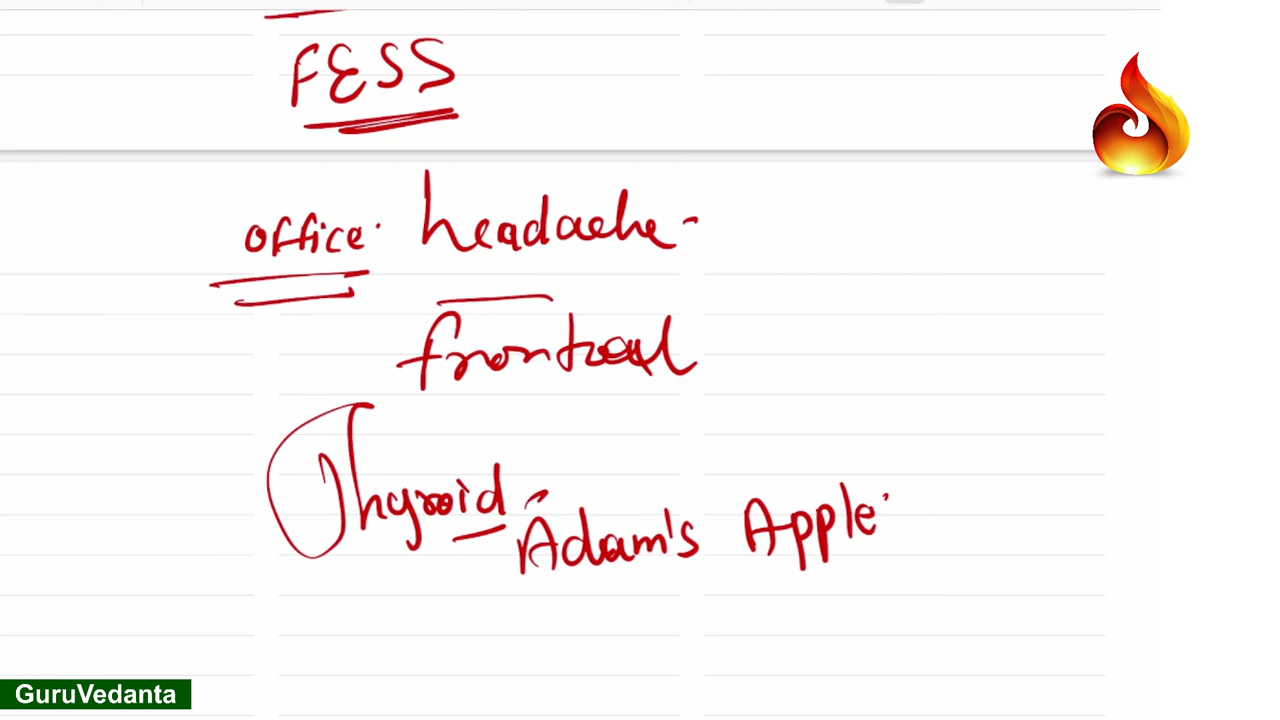 FESS
office headache -
frontal
Thyroid - Adam's Apple
GuruVedanta